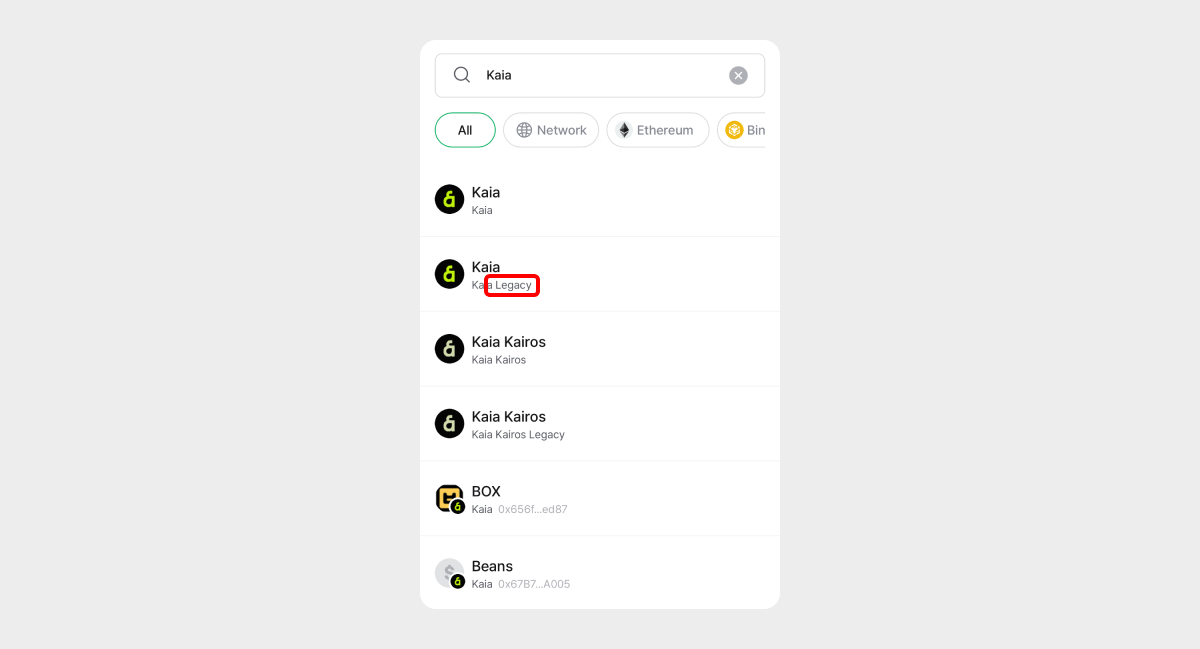 Kaia
All Network Ethereum Bin
Kaia
Kaia
Kaia
Kaia Legacy
Kaia Kairos
Kaia Kairos
Kaia Kairos
Kaia Kairos Legacy
BOX
Kaia 0x656f...ed87
Beans
Kaia 0x67B7...A005